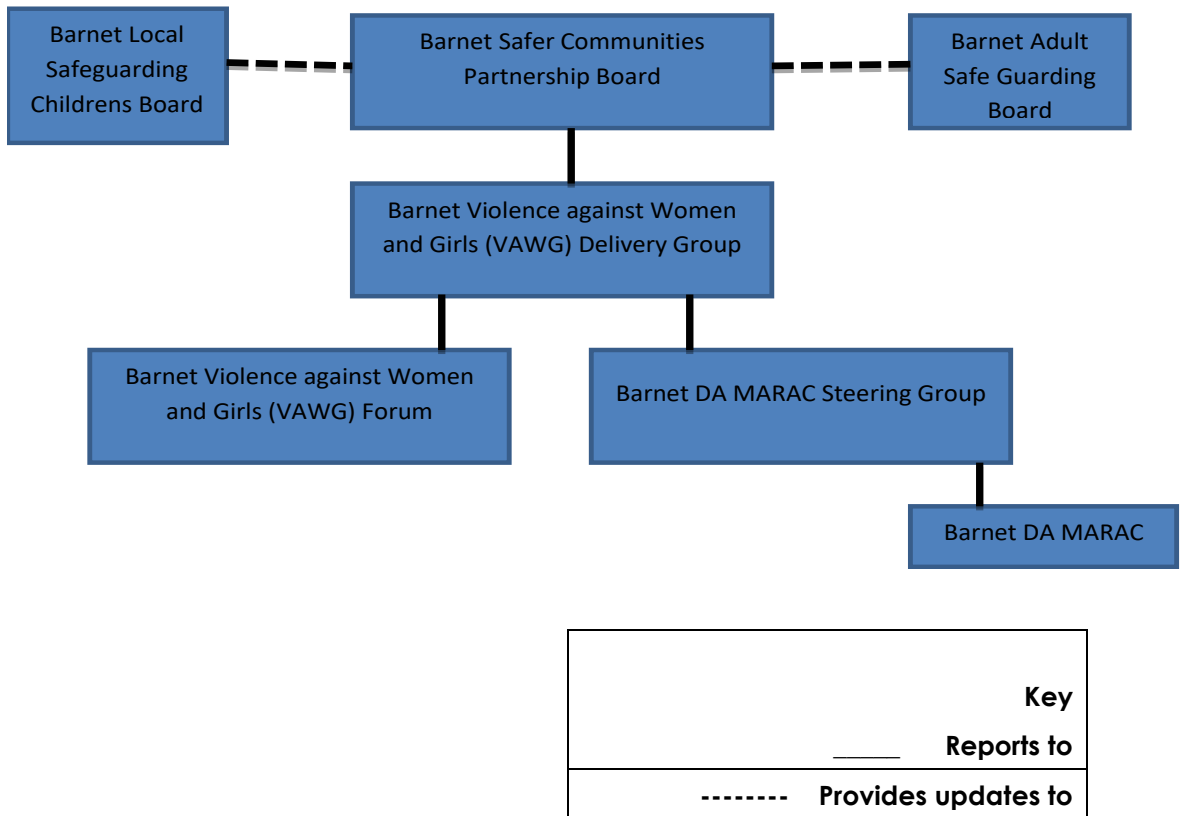 Barnet Local
Safeguarding
Childrens Board
Barnet Safer Communities
Partnership Board
Barnet Adult
Safe Guarding
Board
Barnet Violence against Women
and Girls (VAWG) Delivery Group
Barnet Violence against Women
and Girls (VAWG) Forum
Barnet DA MARAC Steering Group
Barnet DA MARAC
Key
_____ Reports to
-------- Provides updates to